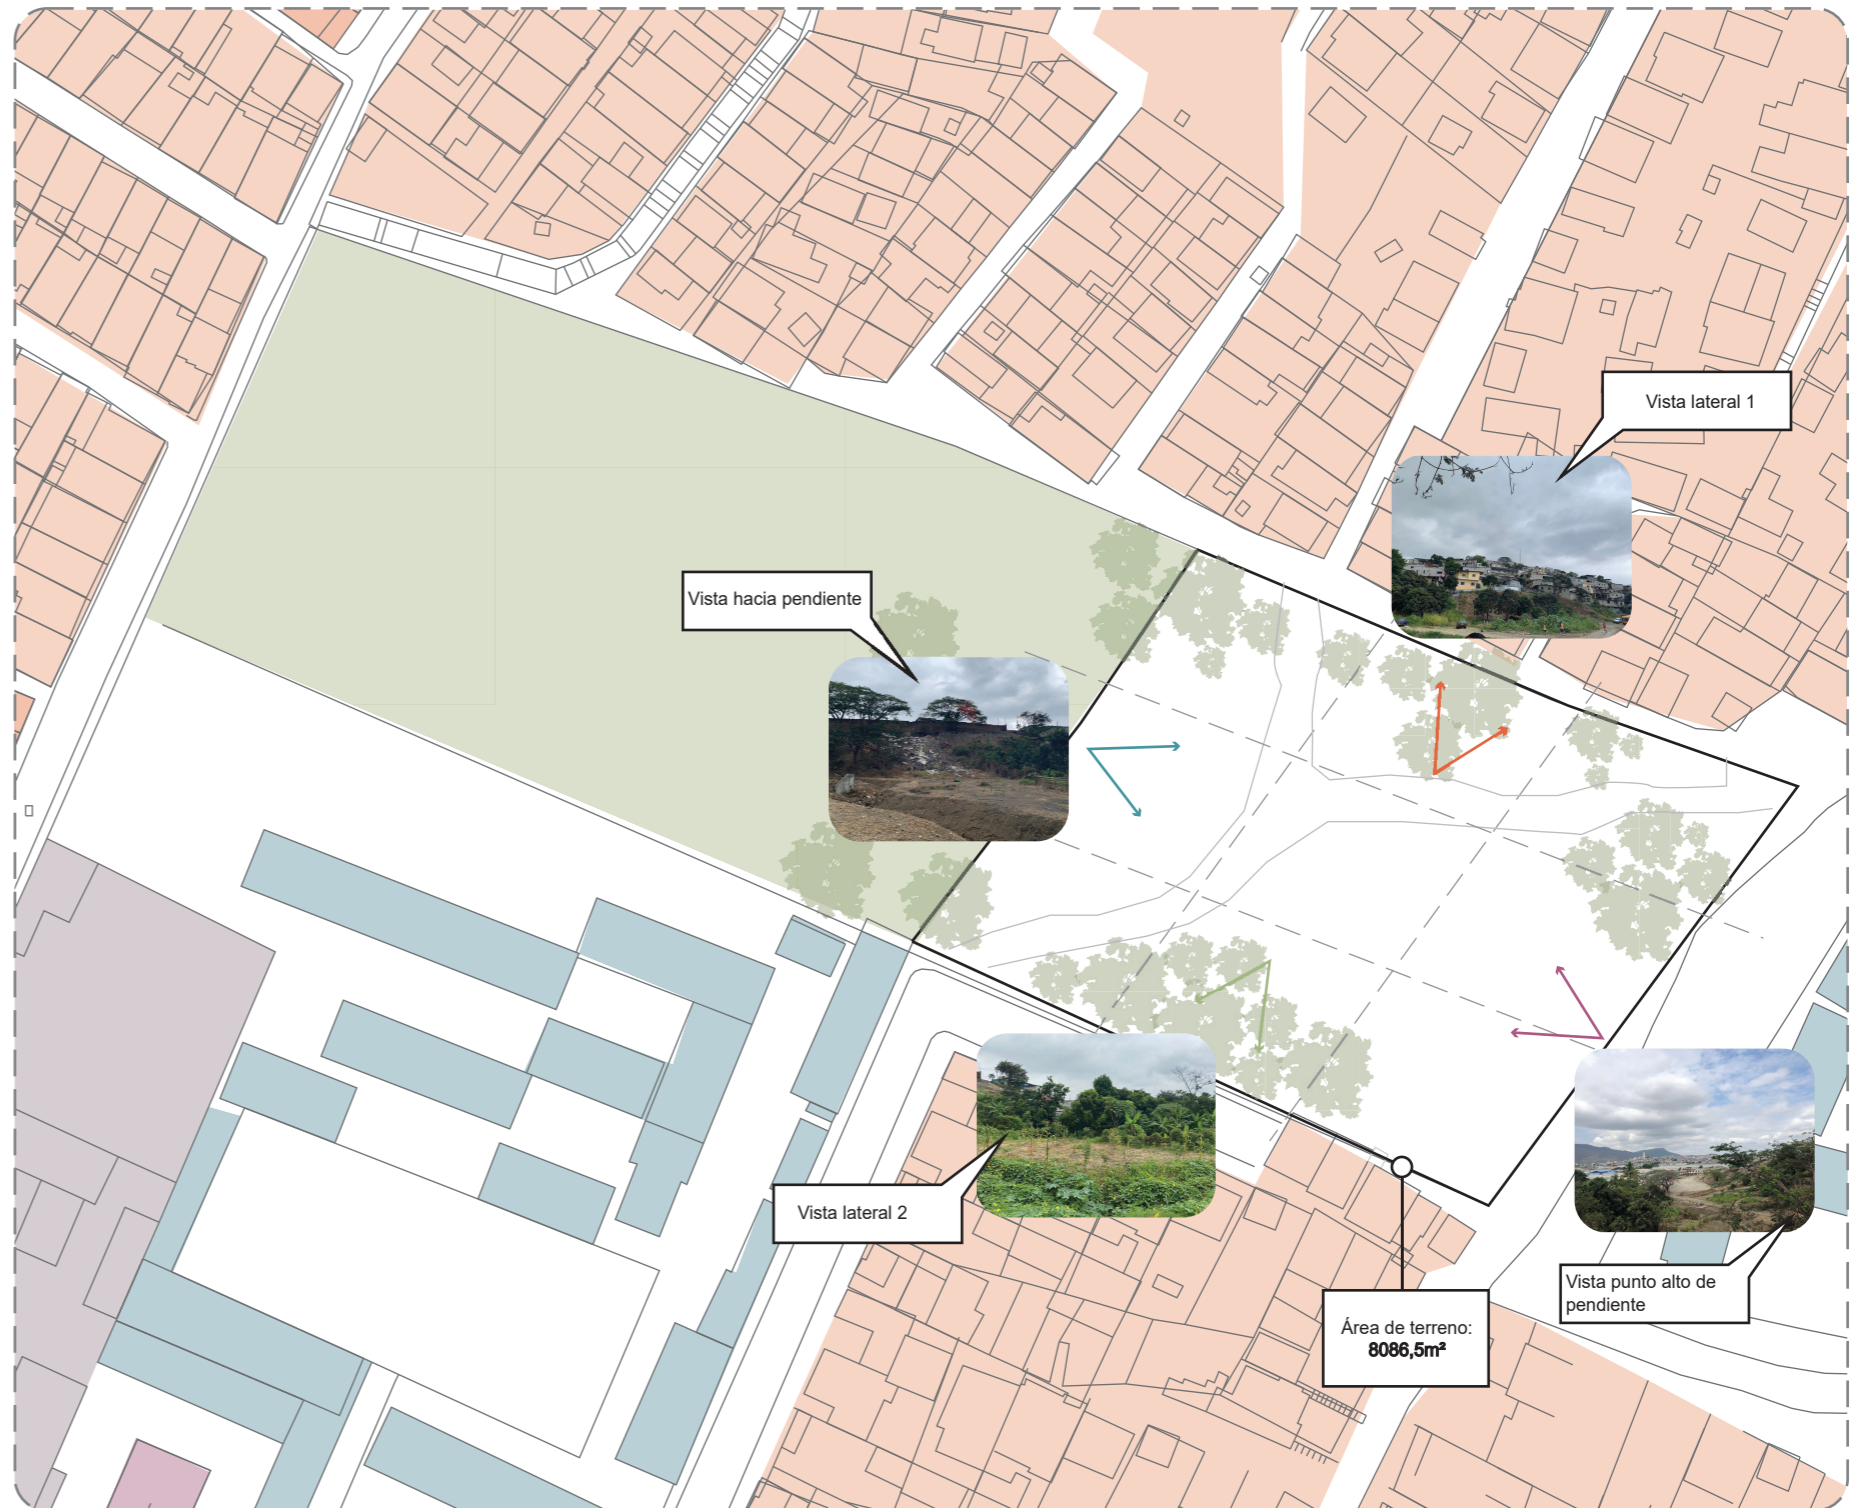 Vista lateral 1
Vista hacia pendiente
Vista lateral 2
Vista punto alto de
pendiente
Área de terreno:
8086,5m²